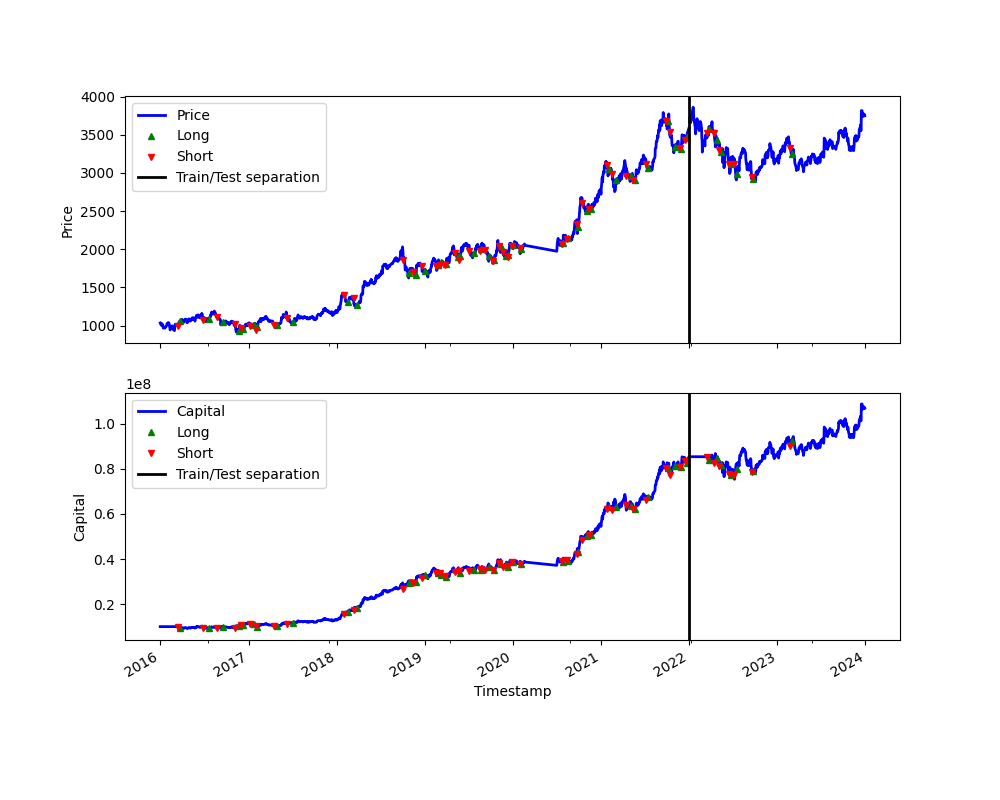 4000
3500
3000
2500
2000
1500
1000
Price
Price
Long
Short
Train/Test separation
1e8
1.0
0.8
0.6
0.4
0.2
Capital
Capital
Long
Short
Train/Test separation
2016
2017
2018
2019
2020
2021
2022
2023
2024
Timestamp